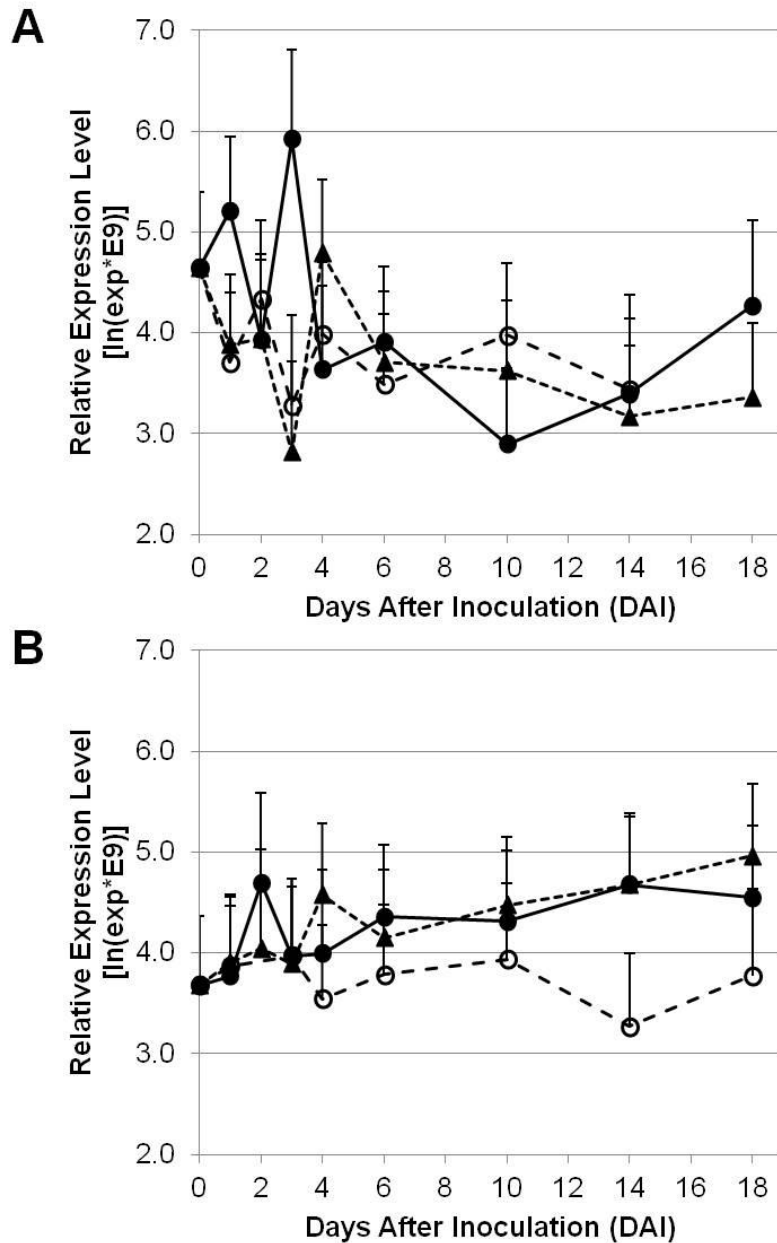 A
Relative Expression Level
[ln(exp*E9)]
7.0
6.0
5.0
4.0
3.0
2.0
0 2 4 6 8 10 12 14 16 18
Days After Inoculation (DAI)
B
Relative Expression Level
[ln(exp*E9)]
7.0
6.0
5.0
4.0
3.0
2.0
0 2 4 6 8 10 12 14 16 18
Days After Inoculation (DAI)